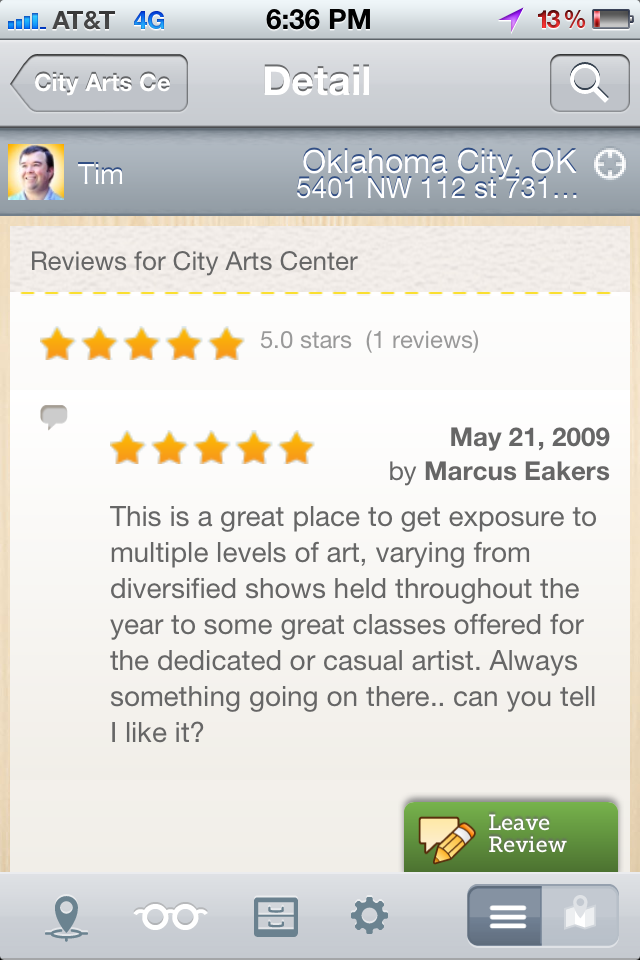 AT&T 4G 6:36 PM 13%
City Arts Ce Detail
Tim Oklahoma City, OK
5401 NW 112 st 731...
Reviews for City Arts Center
5.0 stars (1 reviews)
May 21, 2009
by Marcus Eakers
This is a great place to get exposure to
multiple levels of art, varying from
diversified shows held throughout the
year to some great classes offered for
the dedicated or casual artist. Always
something going on there.. can you tell
I like it?
Leave
Review